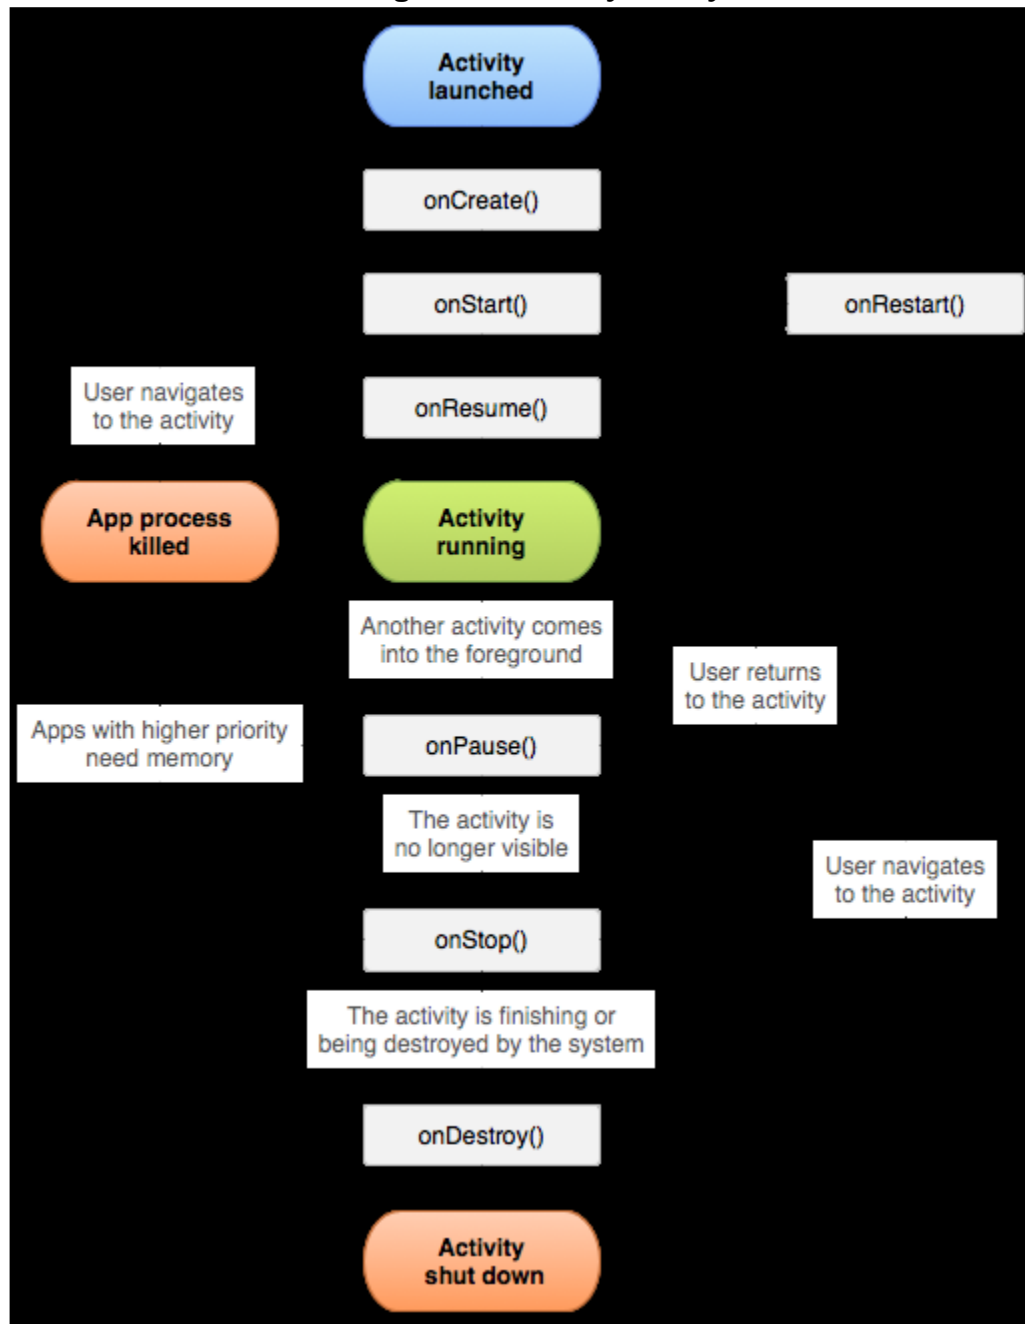 Activity
launched
onCreate()
onStart()
onRestart()
User navigates
to the activity
onResume()
App process
killed
Activity
running
Another activity comes
into the foreground
User returns
to the activity
Apps with higher priority
need memory
onPause()
The activity is
no longer visible
User navigates
to the activity
onStop()
The activity is finishing or
being destroyed by the system
onDestroy()
Activity
shut down